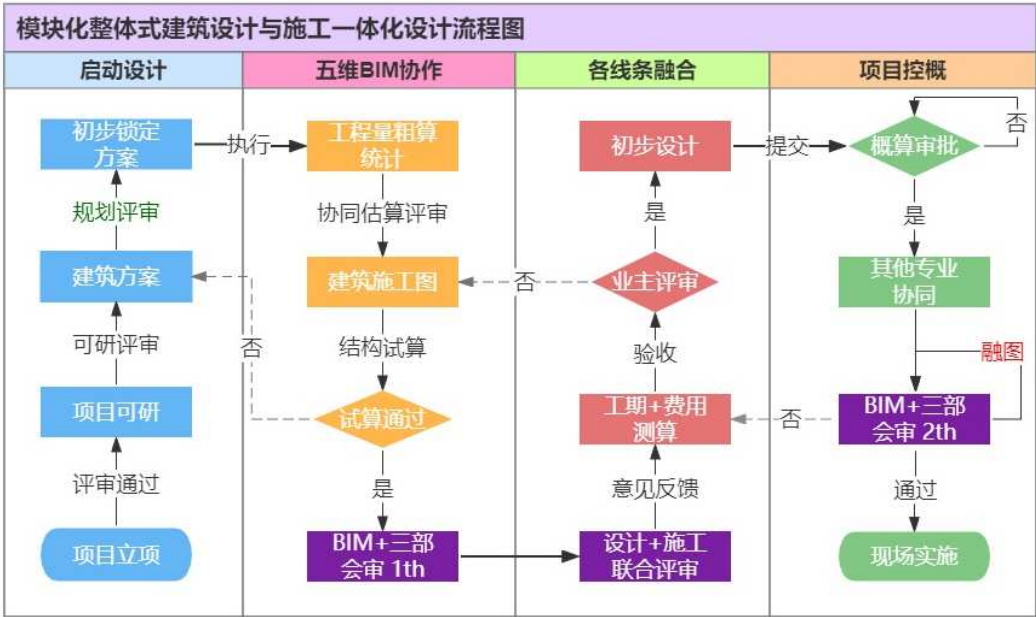 模块化整体式建筑设计与施工一体化设计流程图
启动设计
五维BIM协作
各线条融合
项目控概
初步锁定
方案
执行
工程量粗算
统计
初步设计
提交
概算审批
否
规划评审
协同估算评审
是
是
建筑方案
建筑施工图
否
业主评审
其他专业
协同
可研评审
否
结构试算
验收
融图
项目可研
试算通过
工期+费用
测算
否
BIM+三部
会审 2th
评审通过
是
意见反馈
通过
项目立项
BIM+三部
会审 1th
设计+施工
联合评审
现场实施